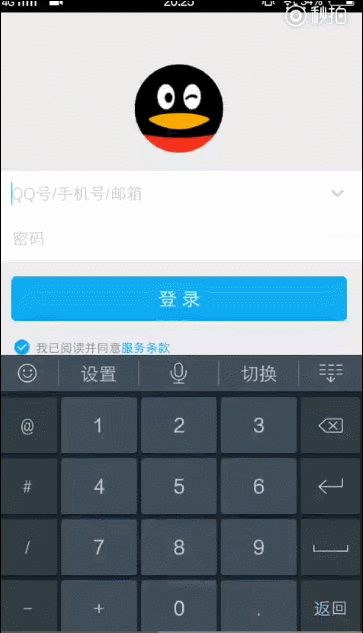 4G 20:25 34%
秒拍
QQ号/手机号/邮箱
密码
登 录
我已阅读并同意服务条款
设置 切换
@ 1 2 3
# 4 5 6
/ 7 8 9
- + 0 . 返回